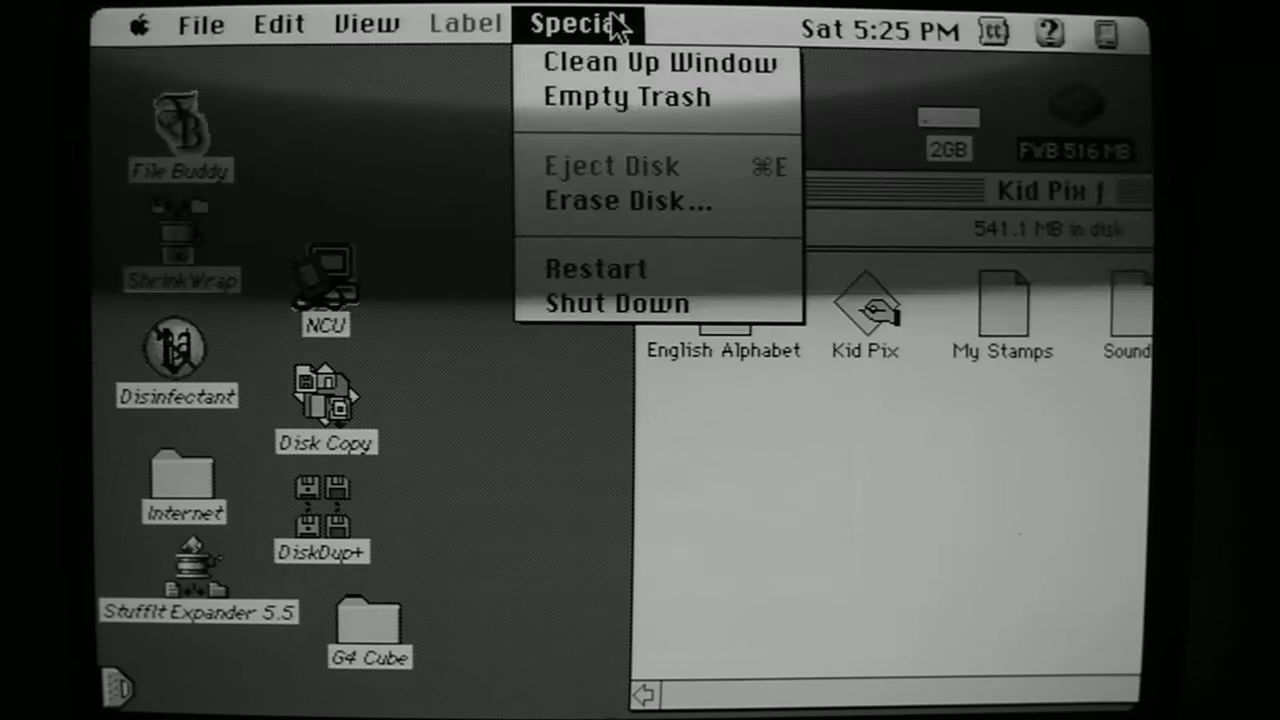 File Edit View Label Special Sat 5:25 PM
Clean Up Window
Empty Trash
Eject Disk ⌘E
Erase Disk...
Restart
Shut Down
File Buddy
ShrinkWrap
NCU
Disinfectant
Disk Copy
Internet
DiskDup+
StuffIt Expander 5.5
G4 Cube
2GB
FWB 516 MB
Kid Pix ƒ
541.1 MB in disk
English Alphabet
Kid Pix
My Stamps
Sound